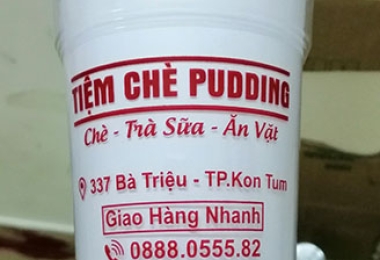 TIỆM CHÈ PUDDING
Chè - Trà Sữa - Ăn Vặt
337 Bà Triệu - TP.Kon Tum
Giao Hàng Nhanh
0888.0555.82